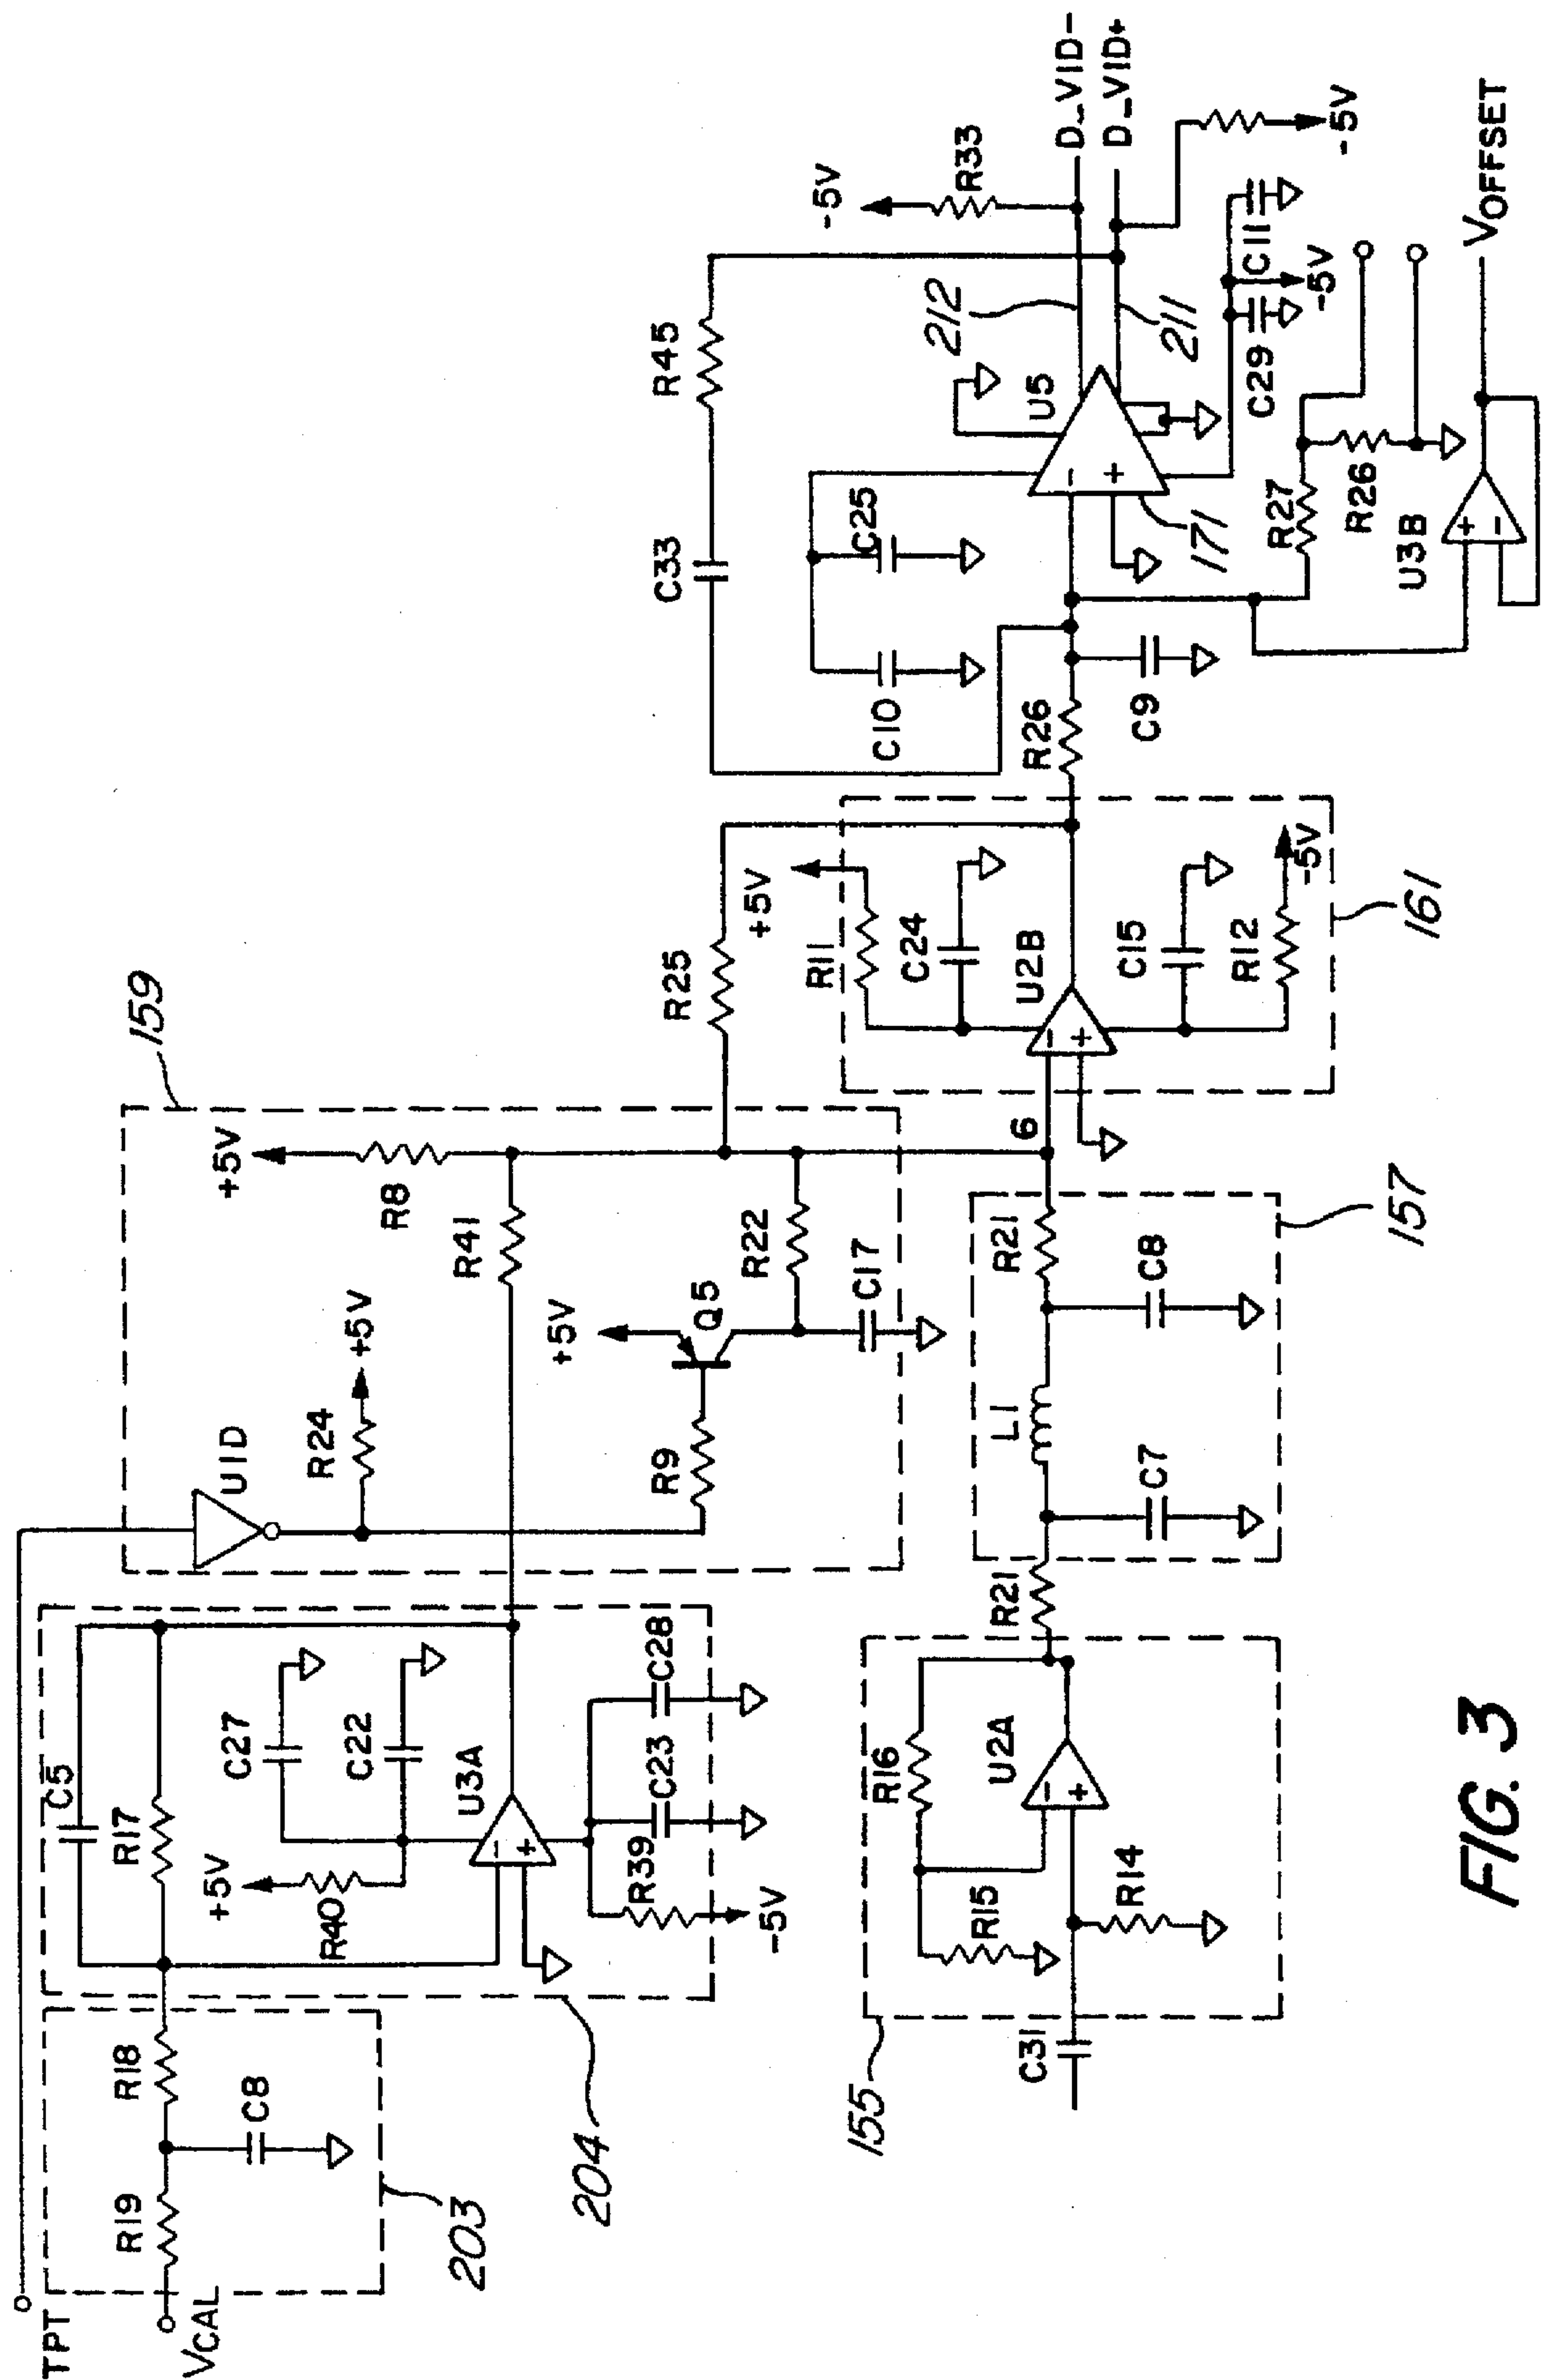 TPT
VCAL
R19
R18
C8
203
C5
R17
C27
C22
+5V
R40
U3A
R39
C23
C28
-5V
204
159
U1D
R24
+5V
R9
Q5
+5V
R41
R8
+5V
R22
C17
R25
155
C31
R14
R15
R16
U2A
R21
157
C7
L1
C8
R21
6
161
+5V
R11
C24
U2B
C15
R12
-5V
R26
C9
C33
R45
C10
C25
U5
171
212
211
-5V
R33
D_VID-
D_VID+
-5V
C11
C29
-5V
R27
R26
U3B
VOFFSET
FIG. 3